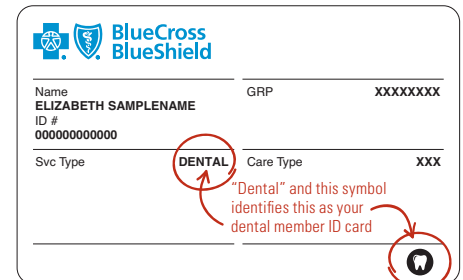 BlueCross
BlueShield
Name
ELIZABETH SAMPLENAME
ID #
000000000000
GRP XXXXXXXX
Svc Type DENTAL
Care Type XXX
"Dental" and this symbol
identifies this as your
dental member ID card